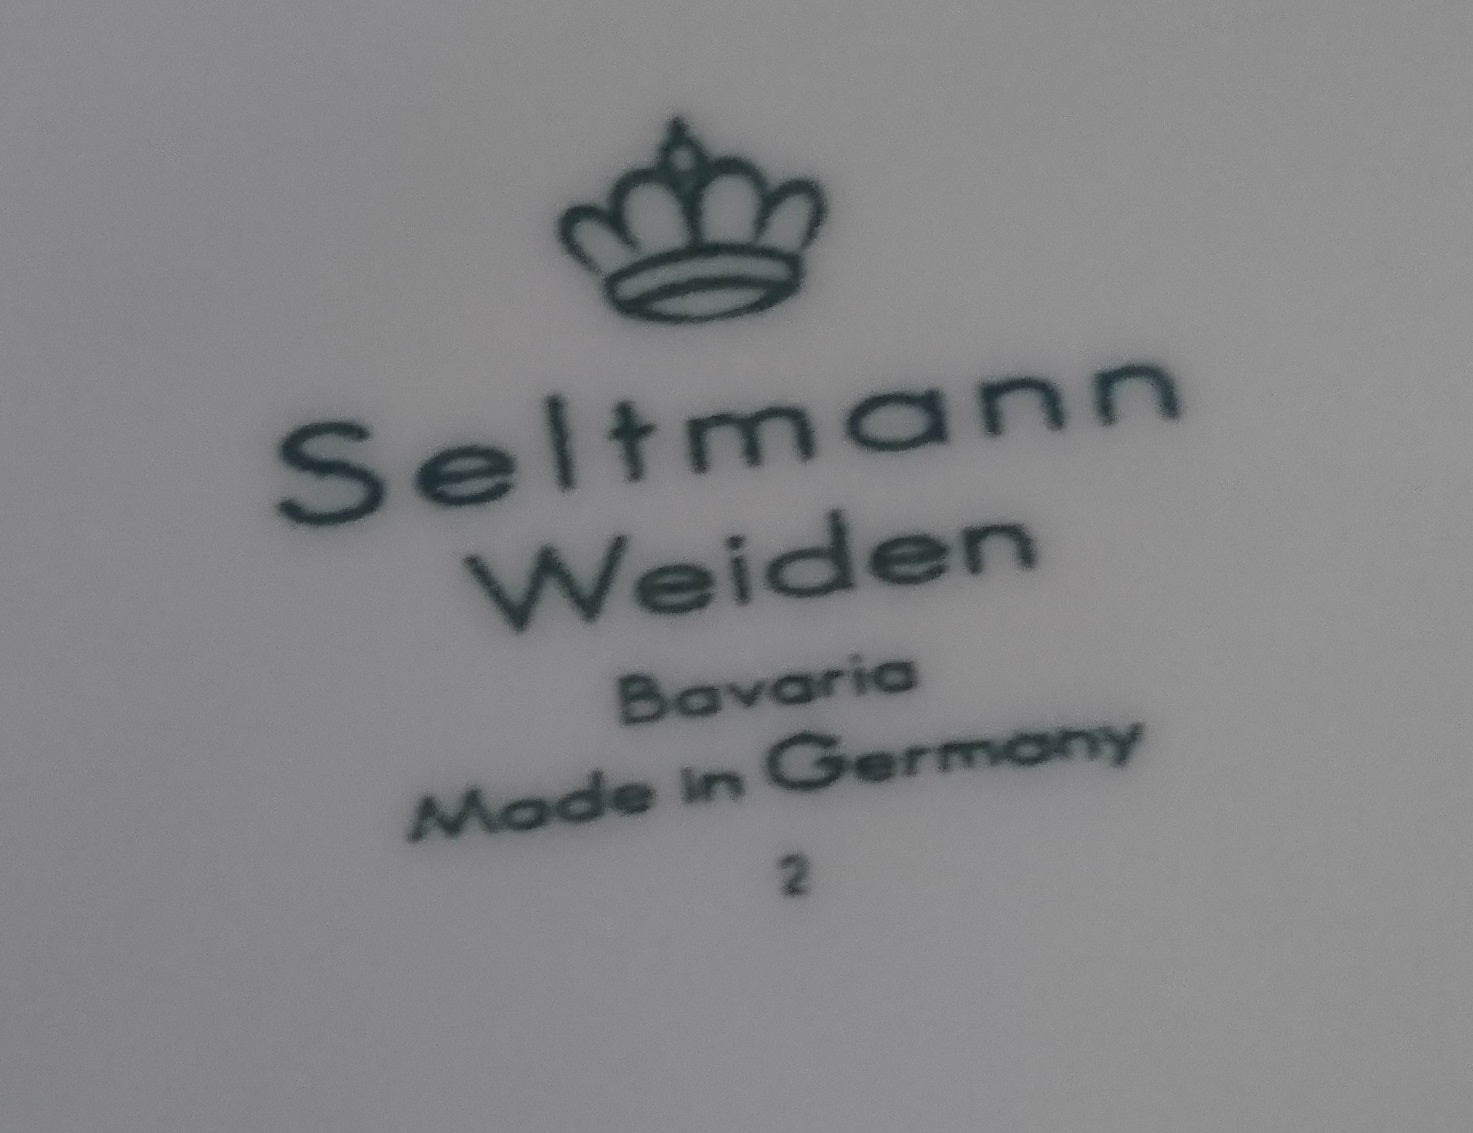 Seltmann
Weiden
Bavaria
Made in Germany
2